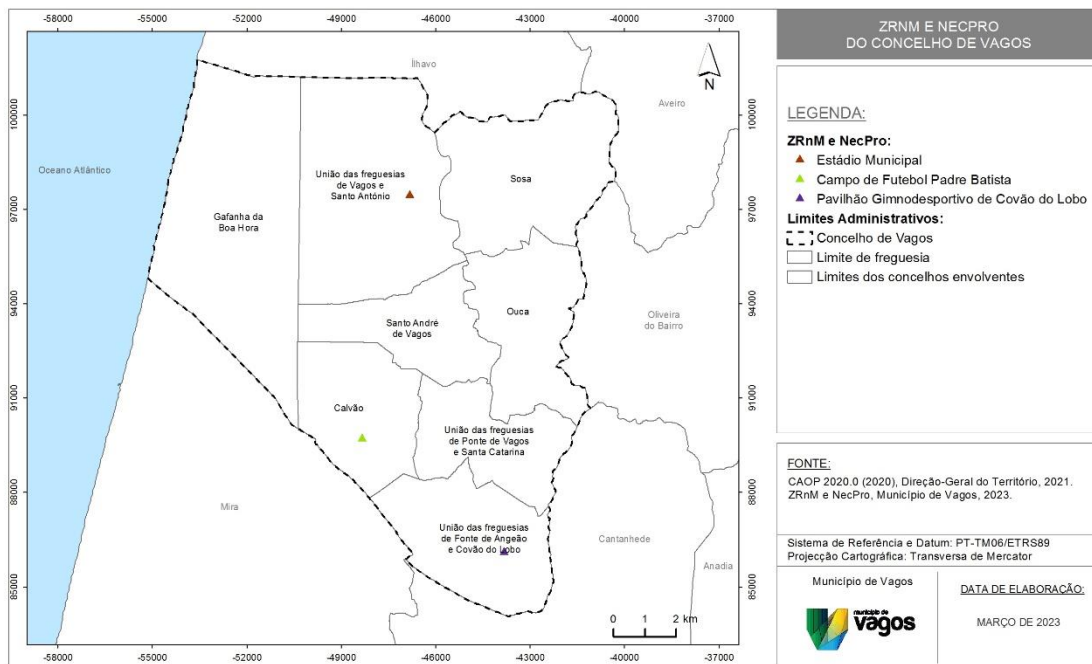 -58000 -55000 -52000 -49000 -46000 -43000 -40000 -37000
100000
97000
94000
91000
88000
85000
Ílhavo
Aveiro
Oceano Atlântico
União das freguesias
de Vagos e
Santo António
Sosa
Gafanha da
Boa Hora
Ouca
Oliveira
do Bairro
Santo André
de Vagos
Calvão
União das freguesias
de Ponte de Vagos
e Santa Catarina
Mira
União das freguesias
de Fonte de Angeão
e Covão do Lobo
Cantanhede
Anadia
N
0 1 2 km
100000
97000
94000
91000
88000
85000
-58000 -55000 -52000 -49000 -46000 -43000 -40000 -37000
ZRNM E NECPRO
DO CONCELHO DE VAGOS
LEGENDA:
ZRnM e NecPro:
Estádio Municipal
Campo de Futebol Padre Batista
Pavilhão Gimnodesportivo de Covão do Lobo
Limites Administrativos:
Concelho de Vagos
Limite de freguesia
Limites dos concelhos envolventes
FONTE:
CAOP 2020.0 (2020), Direção-Geral do Território, 2021.
ZRnM e NecPro, Município de Vagos, 2023.
Sistema de Referência e Datum: PT-TM06/ETRS89
Projecção Cartográfica: Transversa de Mercator
Município de Vagos
município de
vagos
DATA DE ELABORAÇÃO:
MARÇO DE 2023